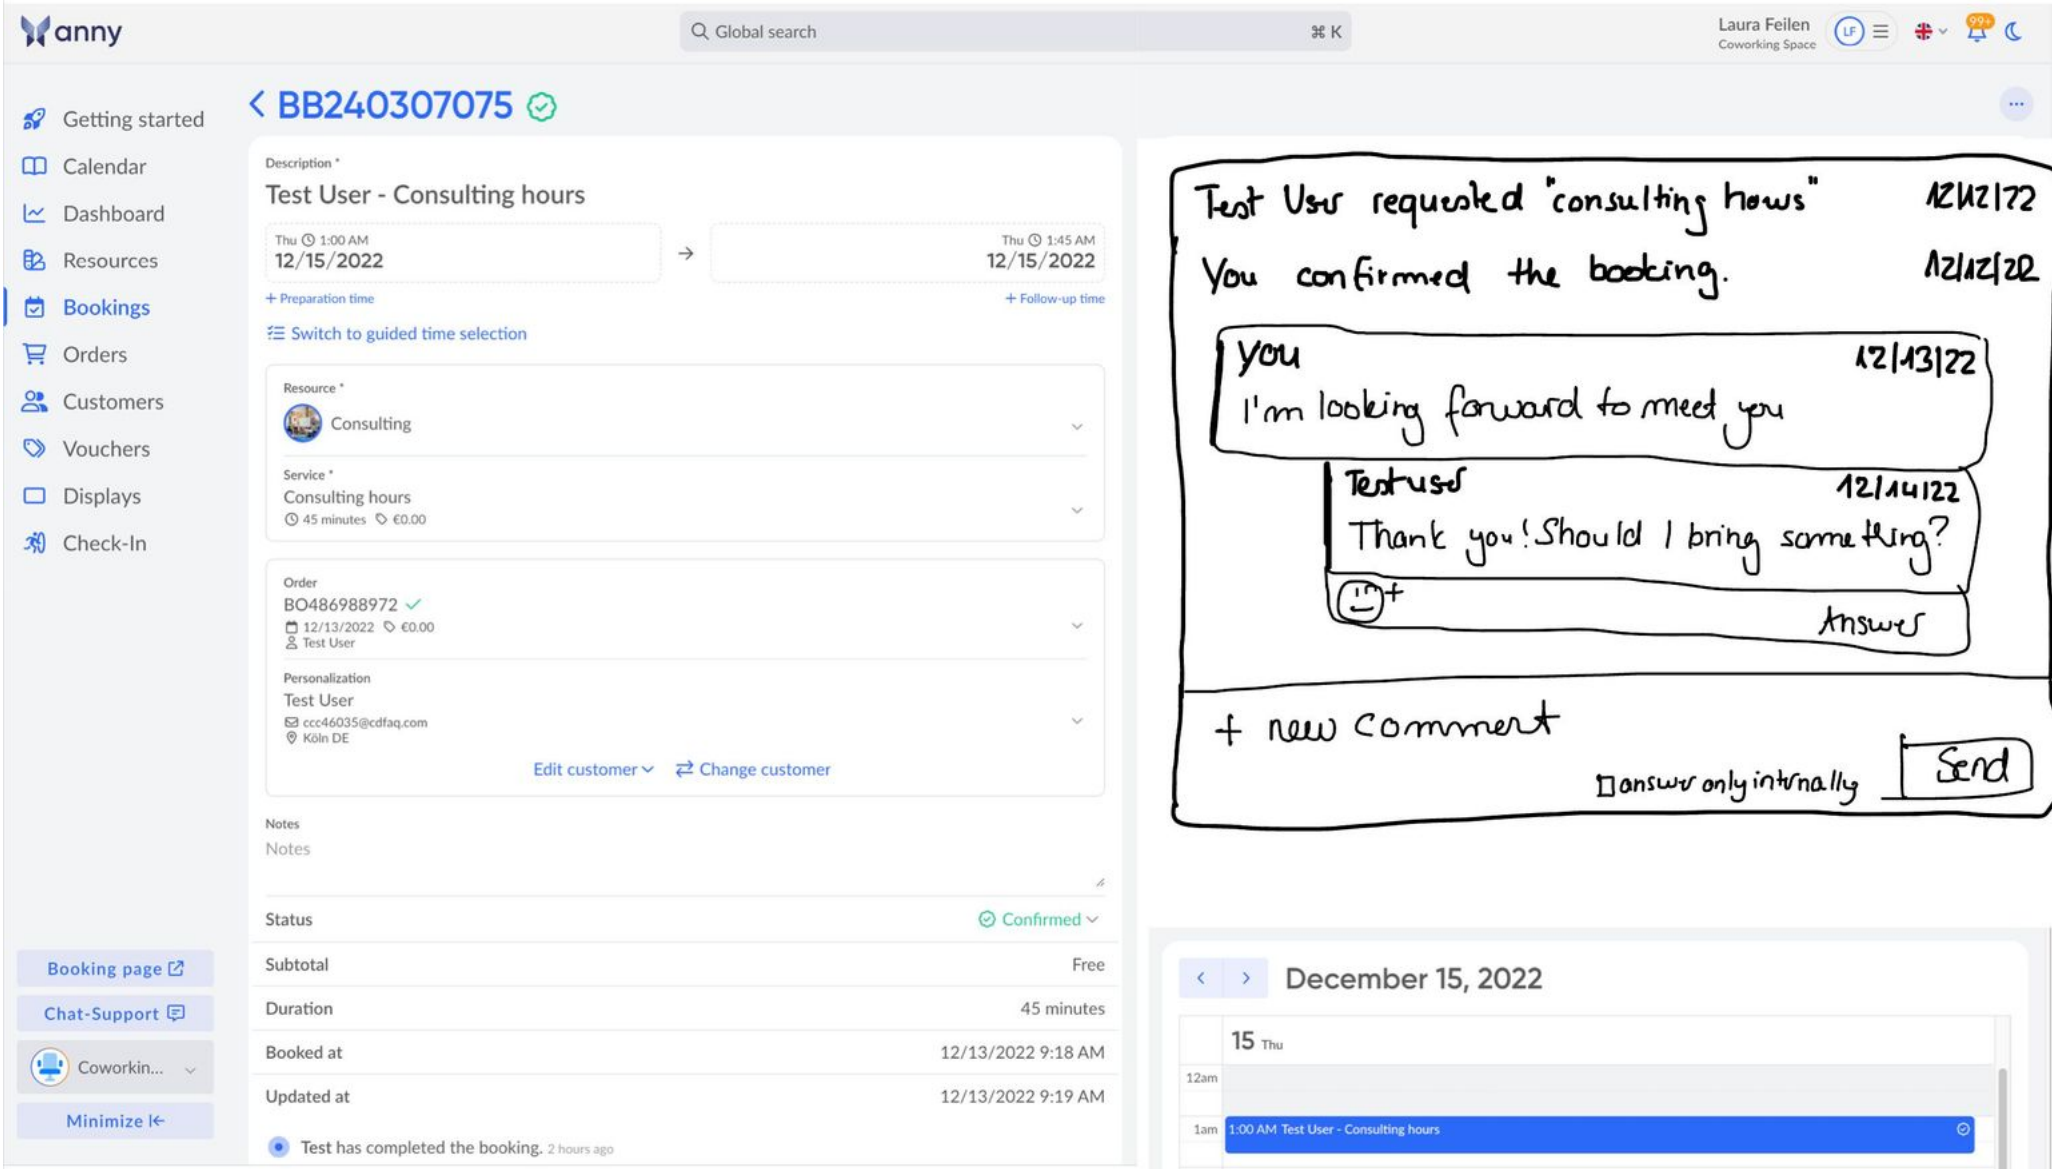 anny
Global search
⌘ K
Laura Feilen
Coworking Space
LF
99+
Getting started
Calendar
Dashboard
Resources
Bookings
Orders
Customers
Vouchers
Displays
Check-In
Booking page
Chat-Support
Coworkin...
Minimize
BB240307075
Description *
Test User - Consulting hours
Thu 1:00 AM
12/15/2022
→
Thu 1:45 AM
12/15/2022
+ Preparation time
+ Follow-up time
Switch to guided time selection
Resource *
Consulting
Service *
Consulting hours
45 minutes €0.00
Order
BO486988972
12/13/2022 €0.00
Test User
Personalization
Test User
ccc46035@cdfaq.com
Köln DE
Edit customer
Change customer
Notes
Notes
Status Confirmed
Subtotal Free
Duration 45 minutes
Booked at 12/13/2022 9:18 AM
Updated at 12/13/2022 9:19 AM
Test has completed the booking. 2 hours ago
...
Test User requested "consulting hours" 12/12/22
You confirmed the booking. 12/12/22
you 12/13/22
I'm looking forward to meet you
Testuser 12/14/22
Thank you! Should I bring something?
+
Answer
+ new comment
answer only internally
Send
December 15, 2022
15 Thu
12am
1am
1:00 AM Test User - Consulting hours